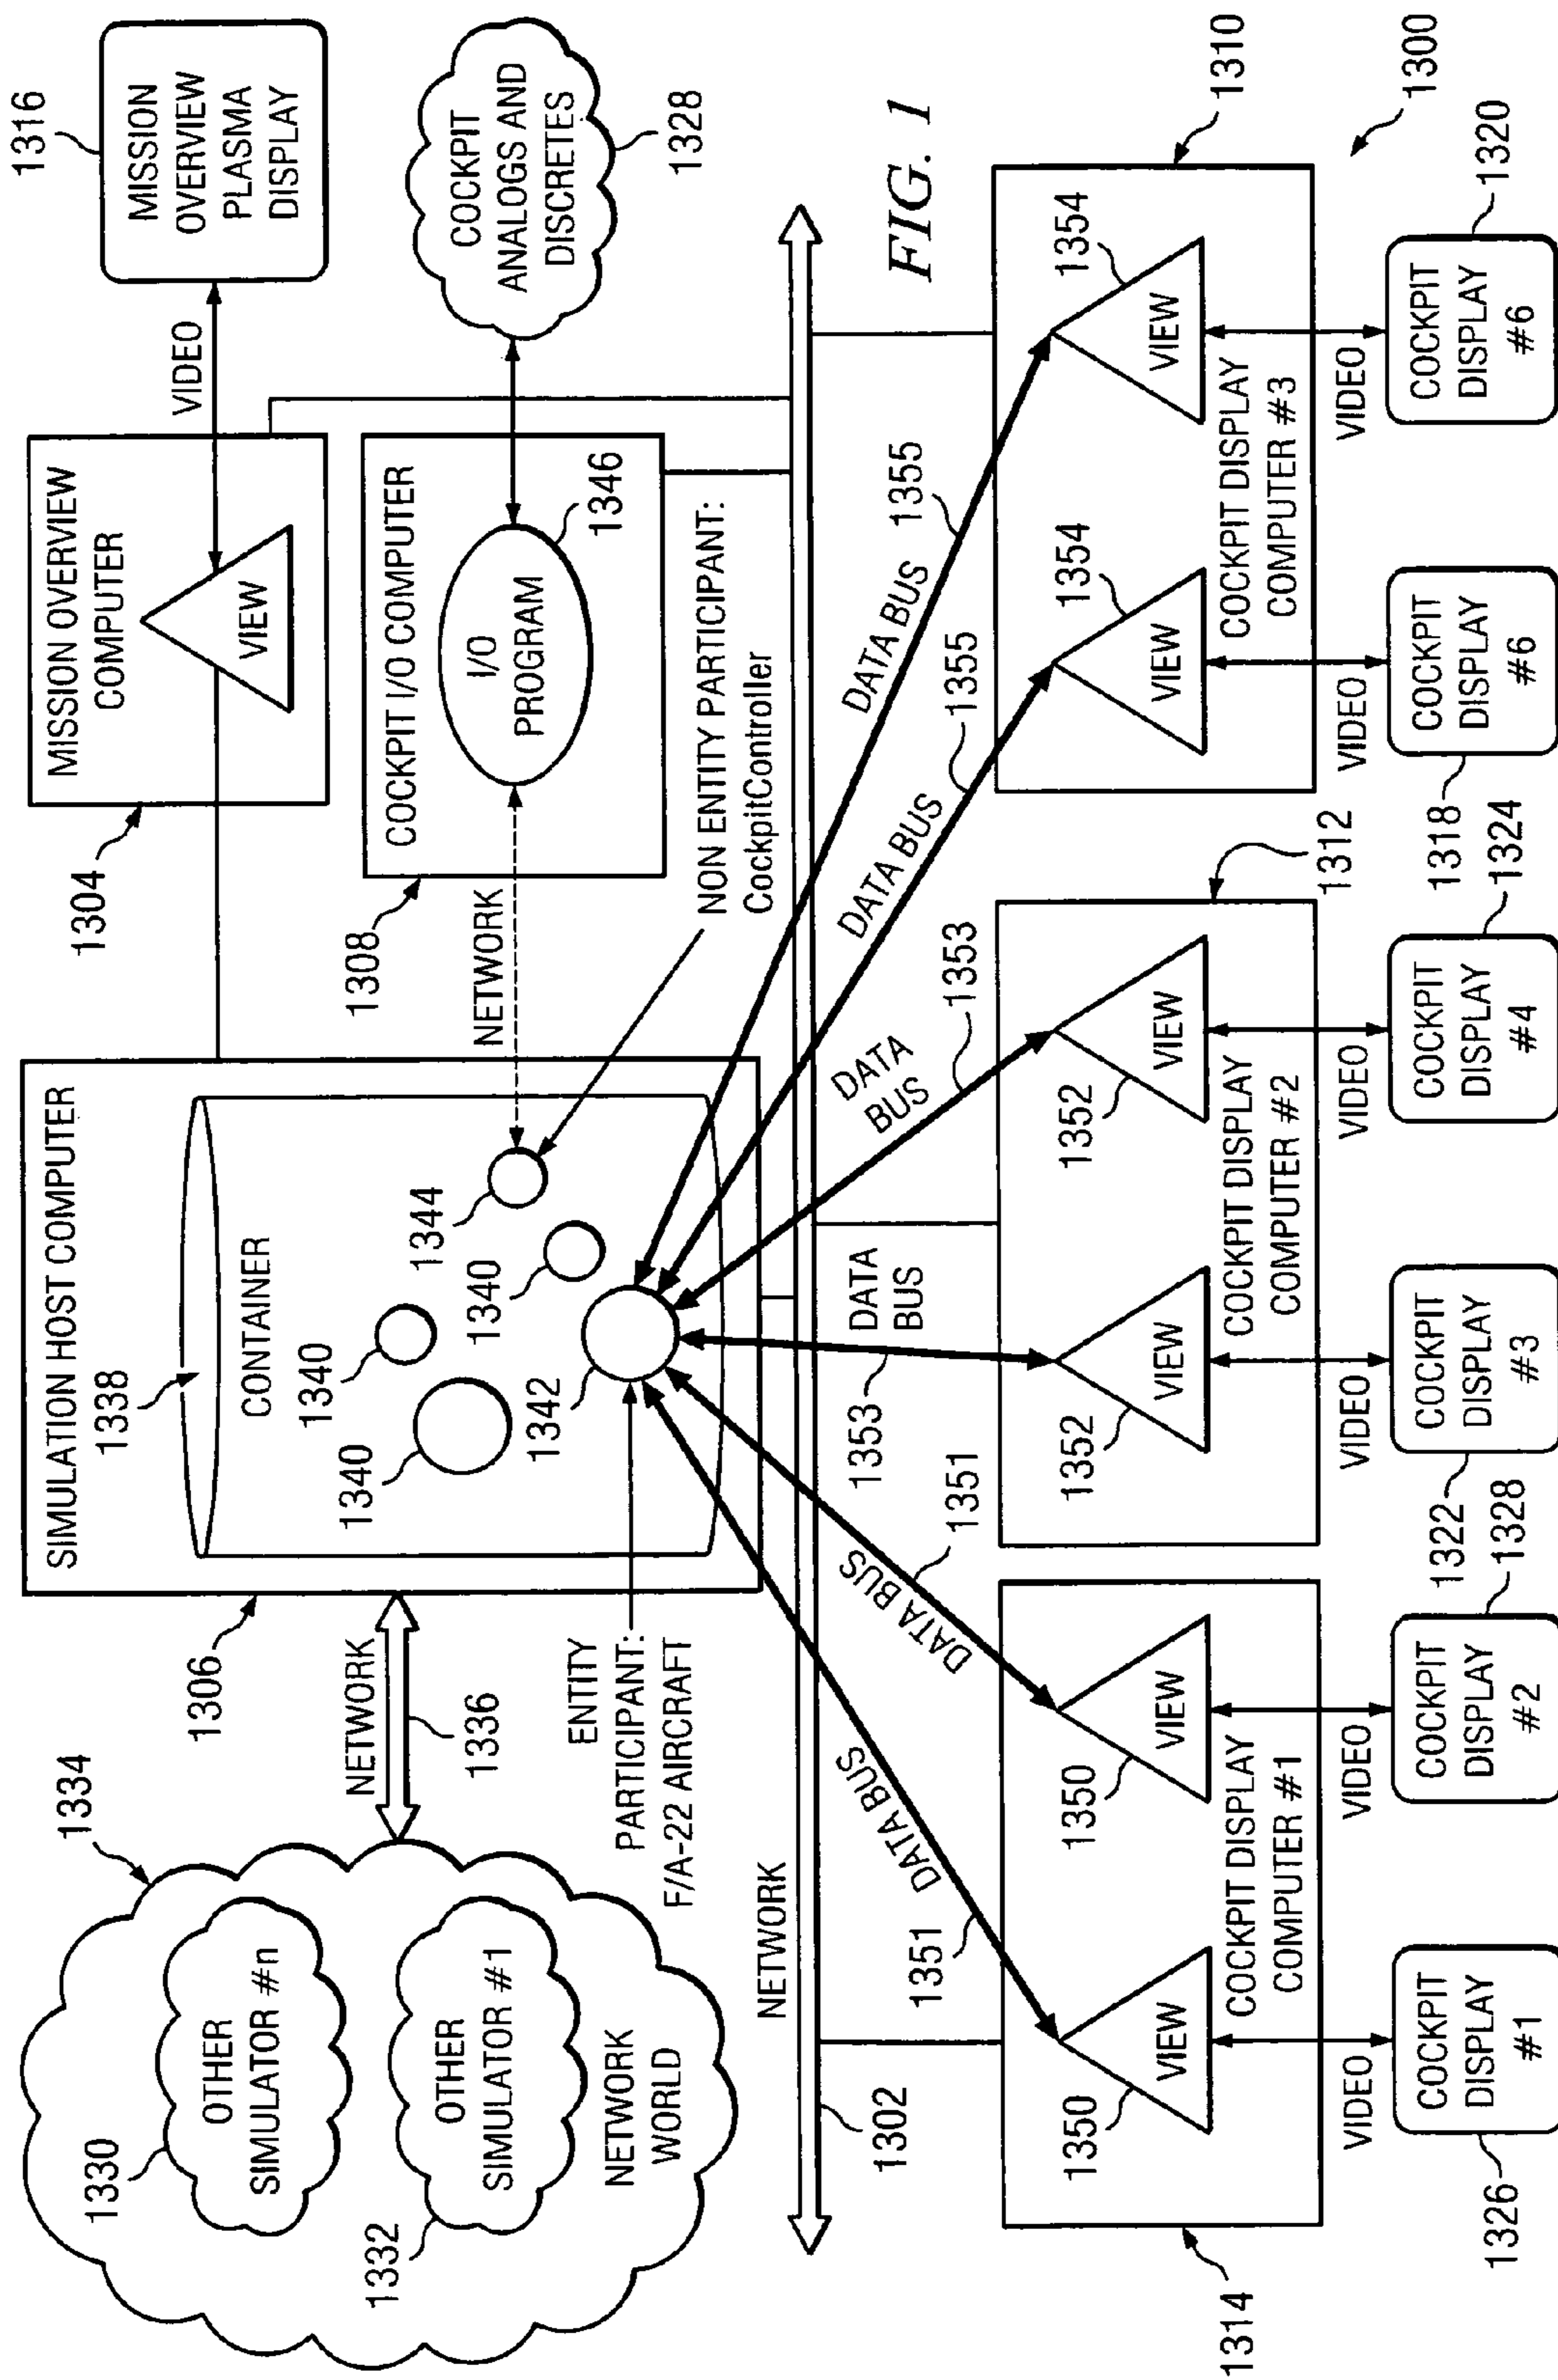 1334
1330
OTHER
SIMULATOR #n
1332
OTHER
SIMULATOR #1
NETWORK
WORLD
NETWORK
1336
1306
SIMULATION HOST COMPUTER
1338
CONTAINER
1340
1340
1340
1342
1344
ENTITY
PARTICIPANT:
F/A-22 AIRCRAFT
1304
MISSION OVERVIEW
COMPUTER
VIEW
VIDEO
1316
MISSION
OVERVIEW
PLASMA
DISPLAY
1308
COCKPIT I/O COMPUTER
I/O
PROGRAM
1346
NETWORK
COCKPIT
ANALOGS AND
DISCRETES
1328
NON ENTITY PARTICIPANT:
CockpitController
NETWORK
1302
DATA BUS
1351
DATA BUS
1351
DATA
BUS
1353
DATA
BUS
1353
DATA BUS
1355
DATA BUS
1355
FIG. 1
1314
1350
VIEW
1350
VIEW
COCKPIT DISPLAY
COMPUTER #1
1312
1352
VIEW
1352
VIEW
COCKPIT DISPLAY
COMPUTER #2
1310
1354
VIEW
1354
VIEW
COCKPIT DISPLAY
COMPUTER #3
1300
VIDEO
VIDEO
VIDEO
VIDEO
VIDEO
VIDEO
1326
COCKPIT
DISPLAY
#1
1328
COCKPIT
DISPLAY
#2
1322
COCKPIT
DISPLAY
#3
1324
COCKPIT
DISPLAY
#4
1318
COCKPIT
DISPLAY
#6
1320
COCKPIT
DISPLAY
#6